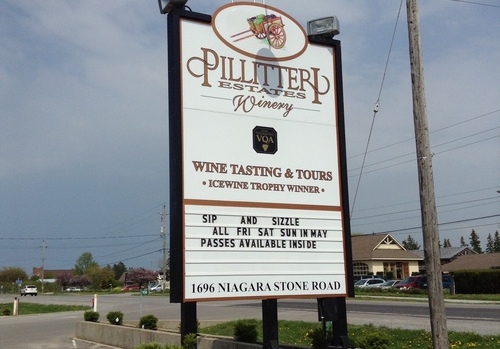 PILLITTERI
ESTATES
Winery
VQA
WINE TASTING & TOURS
• ICEWINE TROPHY WINNER •
SIP AND SIZZLE
ALL FRI SAT SUN IN MAY
PASSES AVAILABLE INSIDE
1696 NIAGARA STONE ROAD